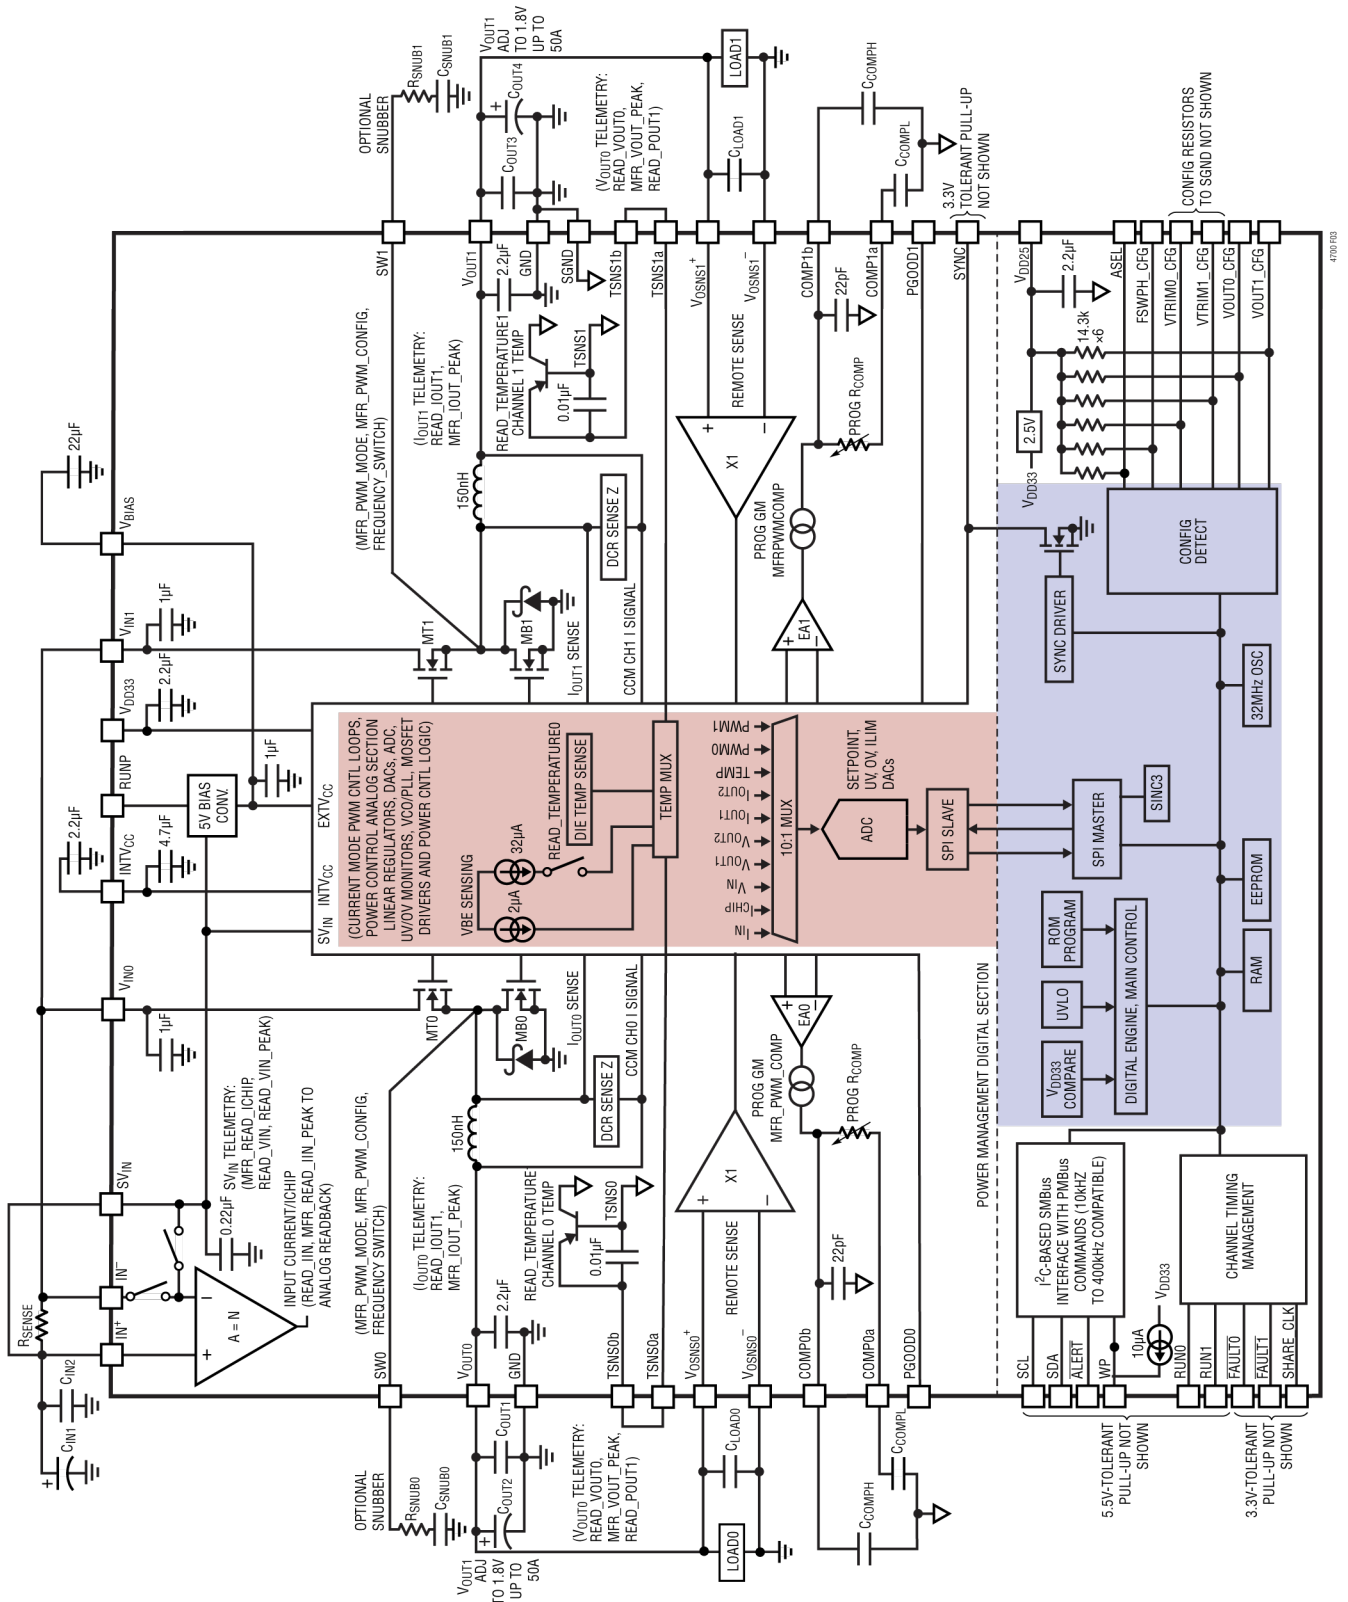 RSENSE
IN+
IN–
SVIN
CIN1
CIN2
+
A = N
+
–
INPUT CURRENT/ICHIP
(READ_IIN, MFR_READ_IIN_PEAK TO
ANALOG READBACK)
0.22µF
SVIN TELEMETRY:
(MFR_READ_ICHIP,
READ_VIN, READ_VIN_PEAK)
VIN0
1µF
INTVCC
2.2µF
4.7µF
RUNP
5V BIAS
CONV.
1µF
VDD33
2.2µF
VIN1
1µF
VBIAS
22µF
SVIN
INTVCC
EXTVCC
(CURRENT MODE PWM CNTL LOOPS,
POWER CONTROL ANALOG SECTION
LINEAR REGULATORS, DACs, ADC,
UV/OV MONITORS, VCO/PLL, MOSFET
DRIVERS AND POWER CNTL LOGIC)
VBE SENSING
2µA
32µA
READ_TEMPERATURE0
DIE TEMP SENSE
TEMP MUX
IIN
ICHIP
VIN
VOUT1
VOUT2
IOUT1
IOUT2
TEMP
PWM0
PWM1
10:1 MUX
ADC
SETPOINT,
UV, OV, ILIM
DACs
SPI SLAVE
OPTIONAL
SNUBBER
RSNUB0
CSNUB0
SW0
(MFR_PWM_MODE, MFR_PWM_CONFIG,
FREQUENCY SWITCH)
MT0
MB0
VOUT1
ADJ
TO 1.8V
UP TO
50A
+
COUT2
COUT1
VOUT0
GND
2.2µF
(IOUT0 TELEMETRY:
READ_IOUT1,
MFR_IOUT_PEAK)
150nH
IOUT0 SENSE
DCR SENSE Z
CCM CH0 I SIGNAL
READ_TEMPERATURE
CHANNEL 0 TEMP
0.01µF
TSNS0
(VOUT0 TELEMETRY:
READ_VOUT0,
MFR_VOUT_PEAK,
READ_POUT1)
TSNS0b
TSNS0a
LOAD0
CLOAD0
VOSNS0+
VOSNS0–
REMOTE SENSE
+
–
X1
PROG GM
MFR_PWM_COMP
EA0
+
–
PROG RCOMP
22pF
COMP0b
COMP0a
PGOOD0
CCOMPH
CCOMPL
OPTIONAL
SNUBBER
RSNUB1
CSNUB1
SW1
(MFR_PWM_MODE, MFR_PWM_CONFIG,
FREQUENCY_SWITCH)
MT1
MB1
VOUT1
ADJ
TO 1.8V
UP TO
50A
+
COUT4
COUT3
VOUT1
GND
SGND
2.2µF
(IOUT1 TELEMETRY:
READ_IOUT1,
MFR_IOUT_PEAK)
150nH
IOUT1 SENSE
DCR SENSE Z
CCM CH1 I SIGNAL
READ_TEMPERATURE1
CHANNEL 1 TEMP
0.01µF
TSNS1
(VOUT0 TELEMETRY:
READ_VOUT0,
MFR_VOUT_PEAK,
READ_POUT1)
TSNS1b
TSNS1a
LOAD1
CLOAD1
VOSNS1+
VOSNS1–
REMOTE SENSE
+
–
X1
PROG GM
MFRPWMCOMP
EA1
+
–
PROG RCOMP
22pF
COMP1b
COMP1a
PGOOD1
CCOMPH
CCOMPL
SYNC
3.3V
TOLERANT PULL-UP
NOT SHOWN
POWER MANAGEMENT DIGITAL SECTION
SCL
SDA
ALERT
WP
10µA
VDD33
RUN0
RUN1
FAULT0
FAULT1
SHARE_CLK
5.5V-TOLERANT
PULL-UP NOT
SHOWN
3.3V-TOLERANT
PULL-UP NOT
SHOWN
I2C-BASED SMBus
INTERFACE WITH PMBus
COMMANDS (10kHZ
TO 400kHz COMPATIBLE)
CHANNEL TIMING
MANAGEMENT
VDD33
COMPARE
UVLO
ROM
PROGRAM
DIGITAL ENGINE, MAIN CONTROL
RAM
EEPROM
SPI MASTER
SINC3
32MHz OSC
SYNC DRIVER
CONFIG
DETECT
VDD33
2.5V
14.3k
×6
VDD25
2.2µF
ASEL
FSWPH_CFG
VTRIM0_CFG
VTRIM1_CFG
VOUT0_CFG
VOUT1_CFG
CONFIG RESISTORS
TO SGND NOT SHOWN
4700 F03